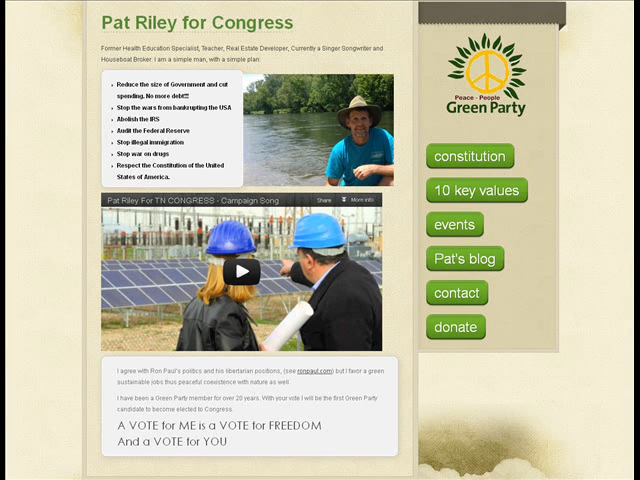 Pat Riley for Congress
Former Health Education Specialist, Teacher, Real Estate Developer, Currently a Singer Songwriter and
Houseboat Broker. I am a simple man, with a simple plan:
Reduce the size of Government and cut
spending. No more debt!!!
Stop the wars from bankrupting the USA
Abolish the IRS
Audit the Federal Reserve
Stop illegal immigration
Stop war on drugs
Respect the Constitution of the United
States of America.
Pat Riley For TN CONGRESS - Campaign Song
Share
More info
I agree with Ron Paul's politics and his libertarian positions, (see ronpaul.com) but I favor a green
sustainable jobs thus peaceful coexistence with nature as well.
I have been a Green Party member for over 20 years. With your vote I will be the first Green Party
candidate to become elected to Congress.
A VOTE for ME is a VOTE for FREEDOM
And a VOTE for YOU
Peace - People
Green Party
constitution
10 key values
events
Pat's blog
contact
donate